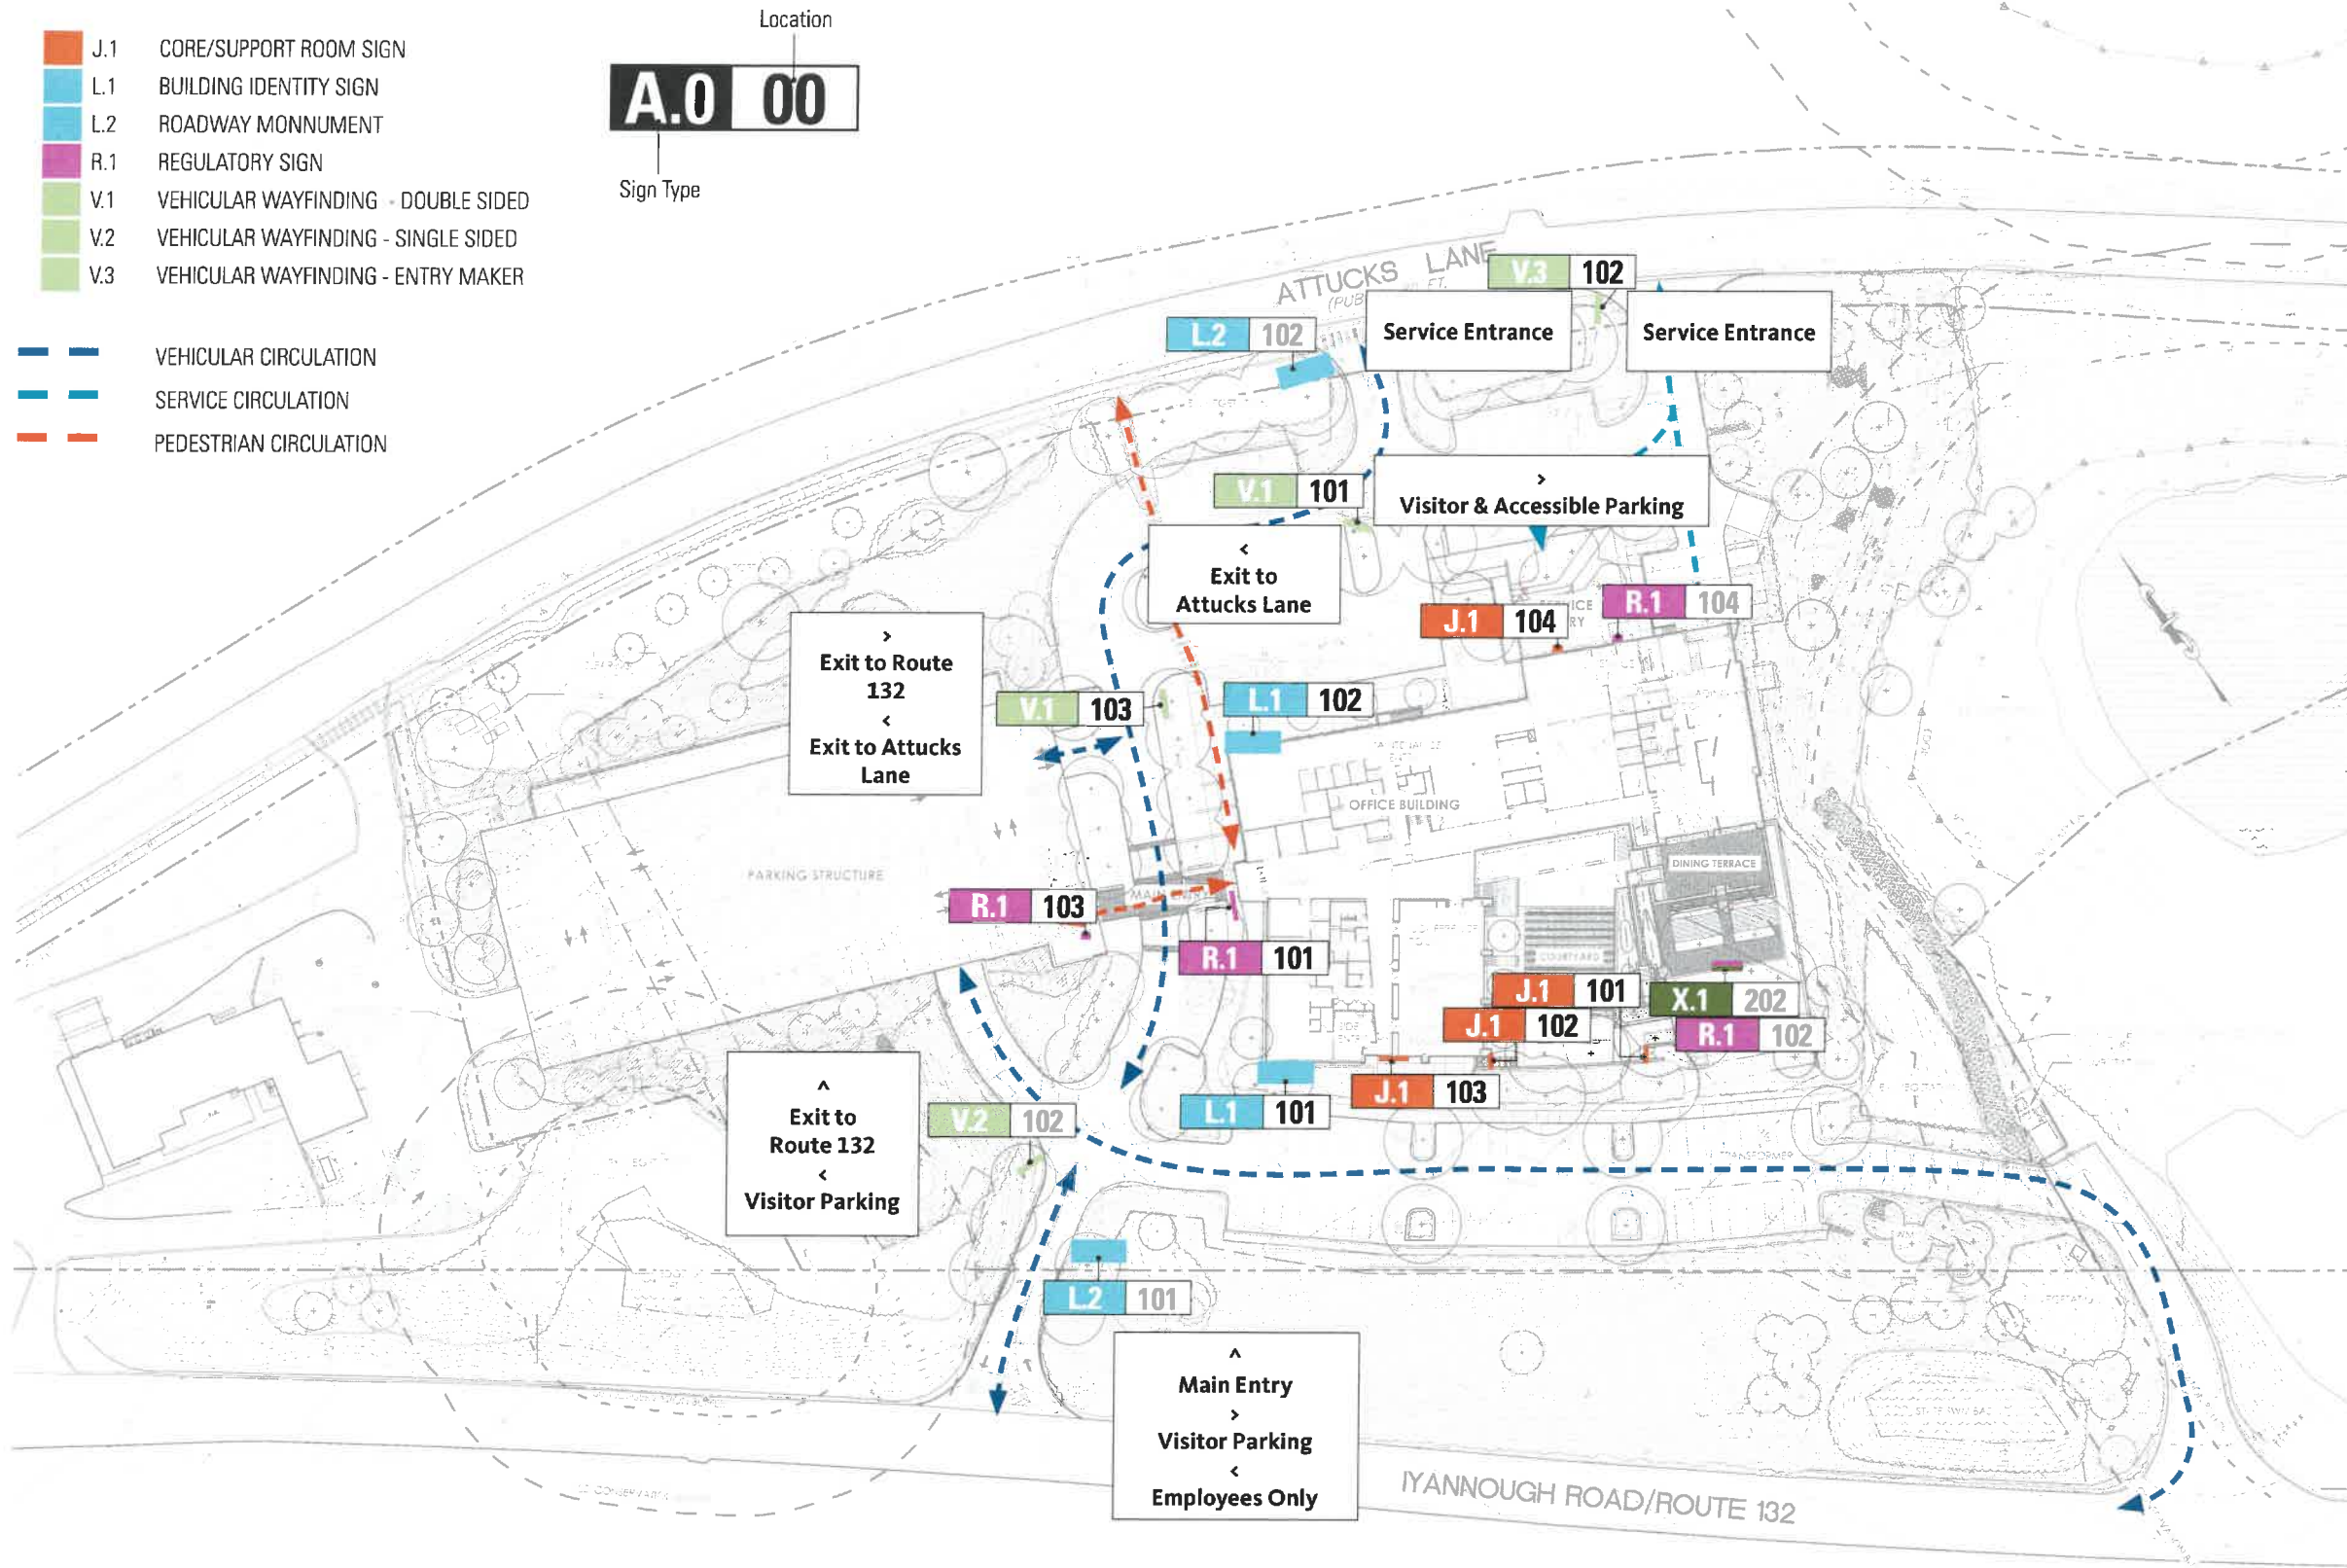 Location
A.0 00
Sign Type
J.1 CORE/SUPPORT ROOM SIGN
L.1 BUILDING IDENTITY SIGN
L.2 ROADWAY MONNUMENT
R.1 REGULATORY SIGN
V.1 VEHICULAR WAYFINDING - DOUBLE SIDED
V.2 VEHICULAR WAYFINDING - SINGLE SIDED
V.3 VEHICULAR WAYFINDING - ENTRY MAKER
VEHICULAR CIRCULATION
SERVICE CIRCULATION
PEDESTRIAN CIRCULATION
ATTUCKS LANE
(PUB FT.
V.3 102
L.2 102
Service Entrance
Service Entrance
V.1 101
>
Visitor & Accessible Parking
<
Exit to
Attucks Lane
J.1 104
R.1 104
>
Exit to Route
132
<
Exit to Attucks
Lane
V.1 103
L.1 102
OFFICE BUILDING
DINING TERRACE
PARKING STRUCTURE
R.1 103
R.1 101
COURTYARD
J.1 101
X.1 202
J.1 102
R.1 102
J.1 103
L.1 101
^
Exit to
Route 132
<
Visitor Parking
V.2 102
TRANSFORMER
L.2 101
^
Main Entry
>
Visitor Parking
<
Employees Only
IYANNOUGH ROAD/ROUTE 132